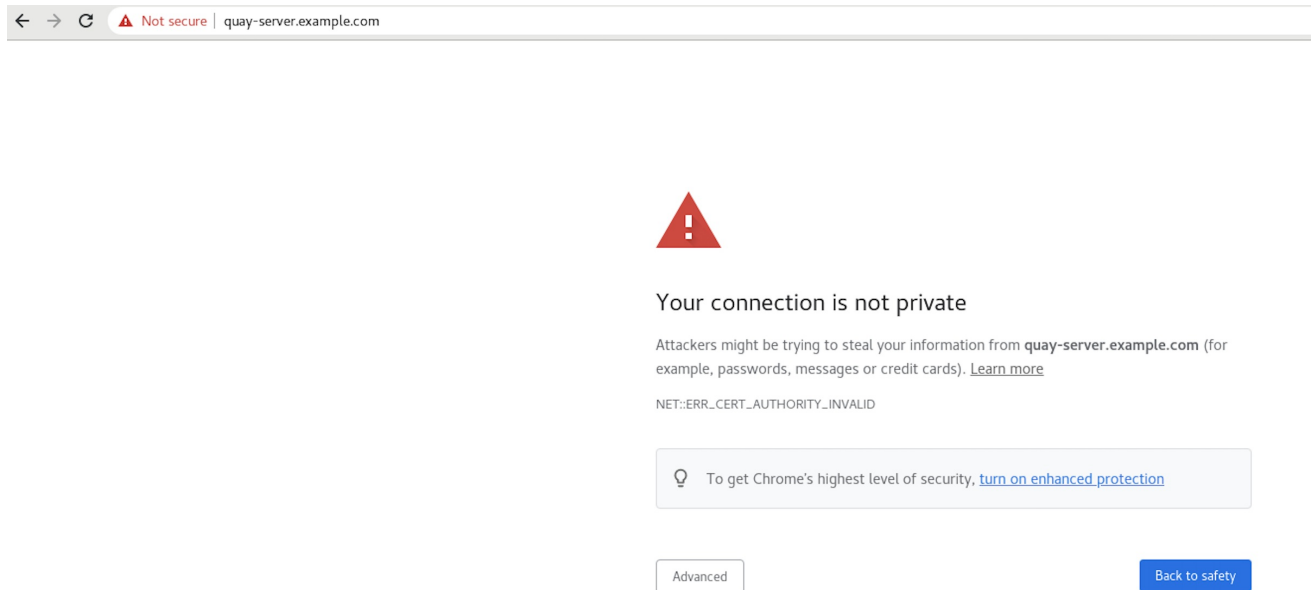 Not secure | quay-server.example.com
Your connection is not private
Attackers might be trying to steal your information from quay-server.example.com (for
example, passwords, messages or credit cards). Learn more
NET::ERR_CERT_AUTHORITY_INVALID
To get Chrome's highest level of security, turn on enhanced protection
Advanced
Back to safety